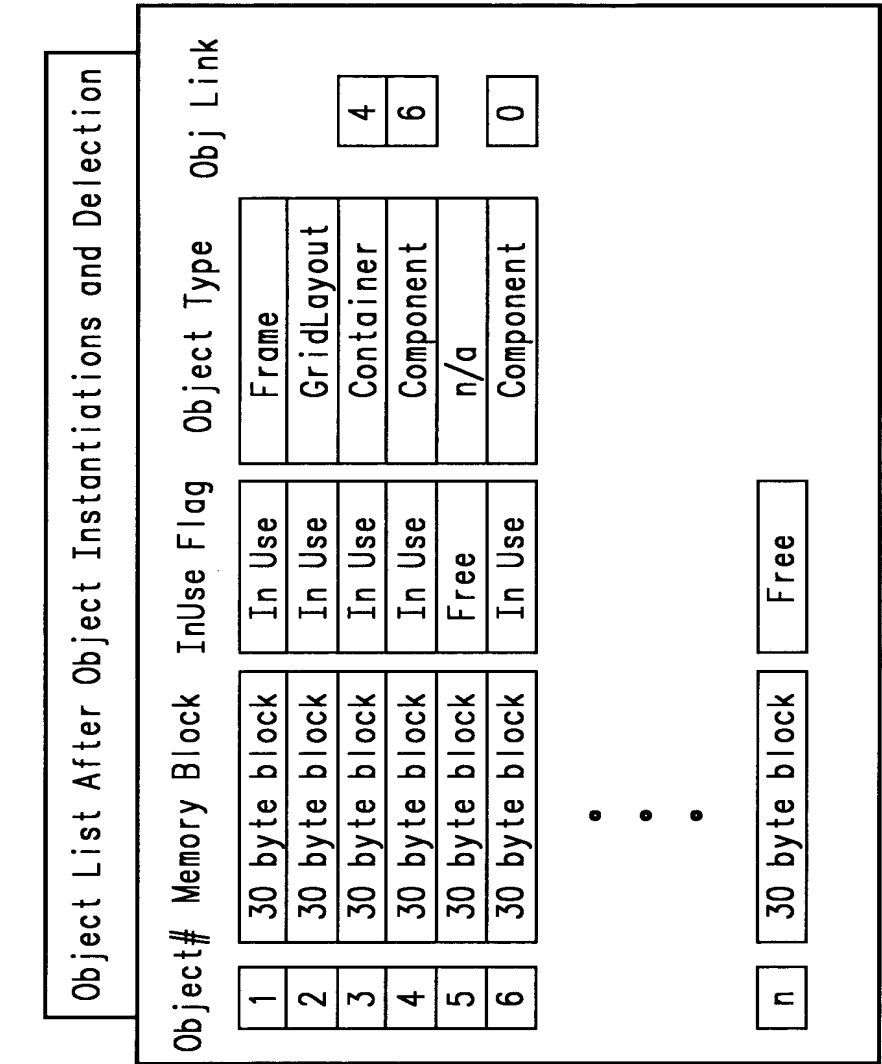 Object List After Object Instantiations and Delection
Object# Memory Block InUse Flag Object Type Obj Link
1 30 byte block In Use Frame
2 30 byte block In Use GridLayout
3 30 byte block In Use Container 4
4 30 byte block In Use Component 6
5 30 byte block Free n/a
6 30 byte block In Use Component 0
n 30 byte block Free